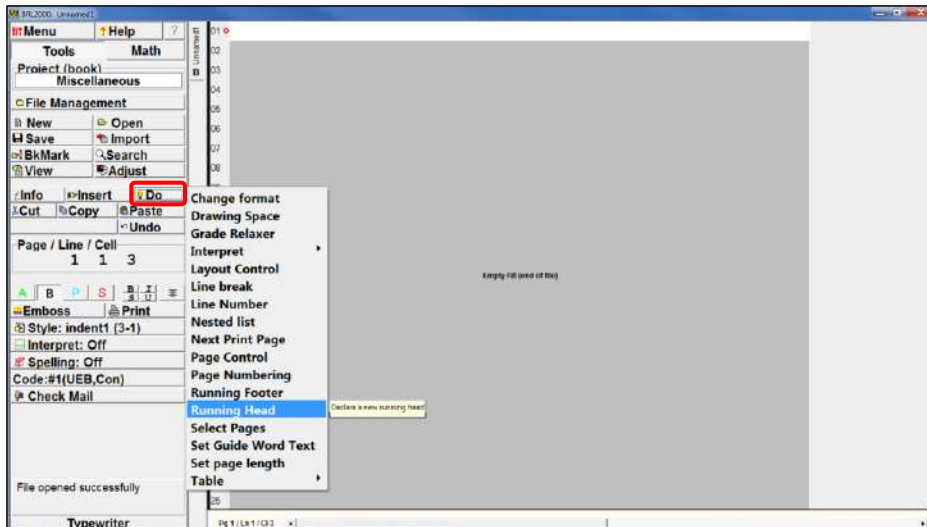 BRL2000: Unnamed1
Menu Help ?
Tools Math
Project (book)
Miscellaneous
File Management
New Open
Save Import
BkMark Search
View Adjust
Info Insert Do
Cut Copy Paste
Undo
Page / Line / Cell
1 1 3
A B P S B I S U
Emboss Print
Style: indent1 (3-1)
Interpret: Off
Spelling: Off
Code:#1(UEB,Con)
Check Mail
File opened successfully
Typewriter
Unnamed1
B
01
02
03
04
05
06
07
08
Change format
Drawing Space
Grade Relaxer
Interpret
Layout Control
Line break
Line Number
Nested list
Next Print Page
Page Control
Page Numbering
Running Footer
Running Head
Select Pages
Set Guide Word Text
Set page length
Table
Declare a new running head
Empty Fill (end of file)
26
Pg 1/Ln 1/Cl 3